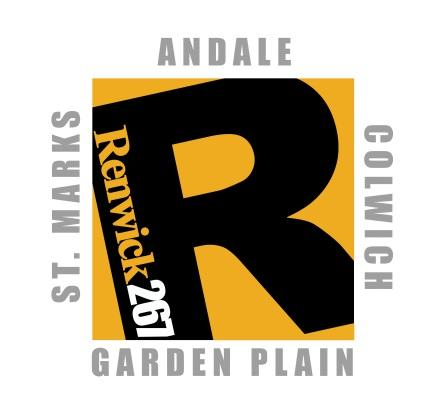 ANDALE
ST. MARKS
R
Renwick 267
COLWICH
GARDEN PLAIN